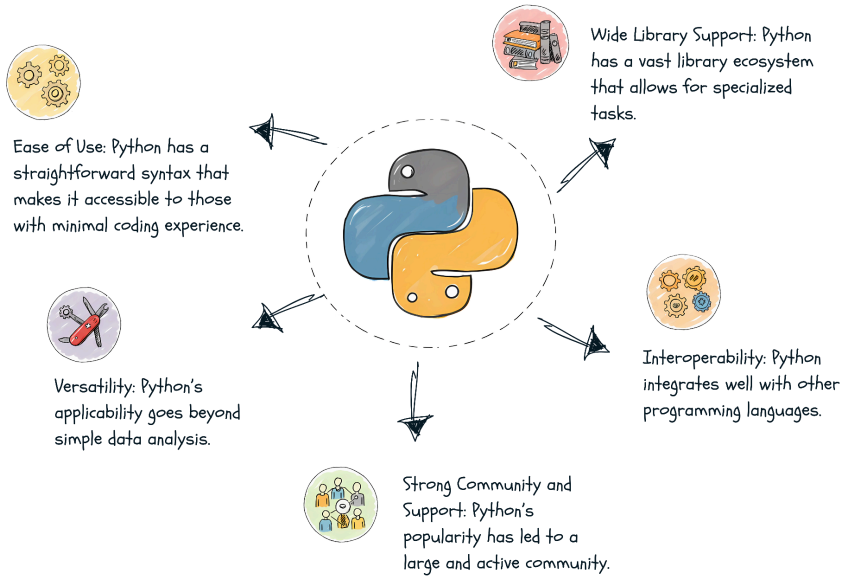 Wide Library Support: Python
has a vast library ecosystem
that allows for specialized
tasks.
Ease of Use: Python has a
straightforward syntax that
makes it accessible to those
with minimal coding experience.
Interoperability: Python
integrates well with other
programming languages.
Versatility: Python's
applicability goes beyond
simple data analysis.
Strong Community and
Support: Python's
popularity has led to a
large and active community.